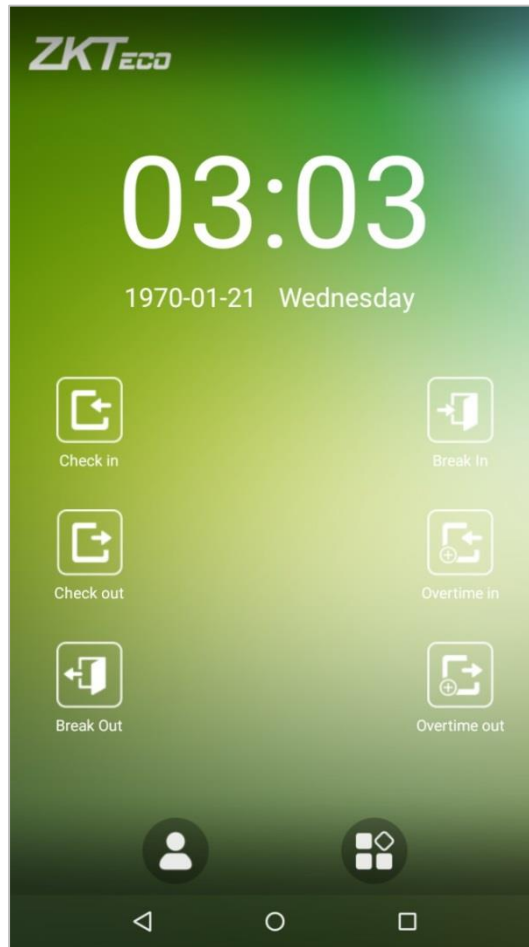 ZKTECO
03:03
1970-01-21 Wednesday
Check in
Break In
Check out
Overtime in
Break Out
Overtime out